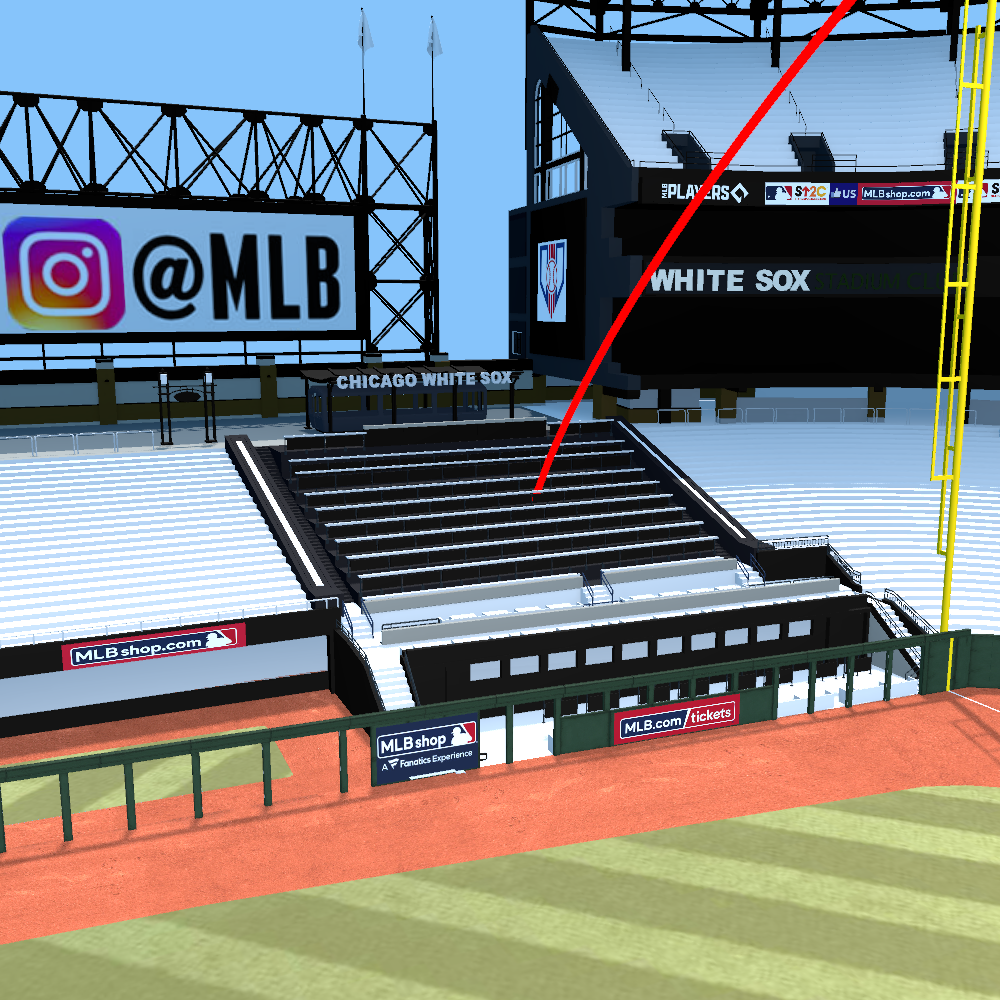 @MLB
MLB PLAYERS
US
MLBshop.com
WHITE SOX
CHICAGO WHITE SOX
MLBshop.com
MLB.com/tickets
MLBshop
A Fanatics Experience